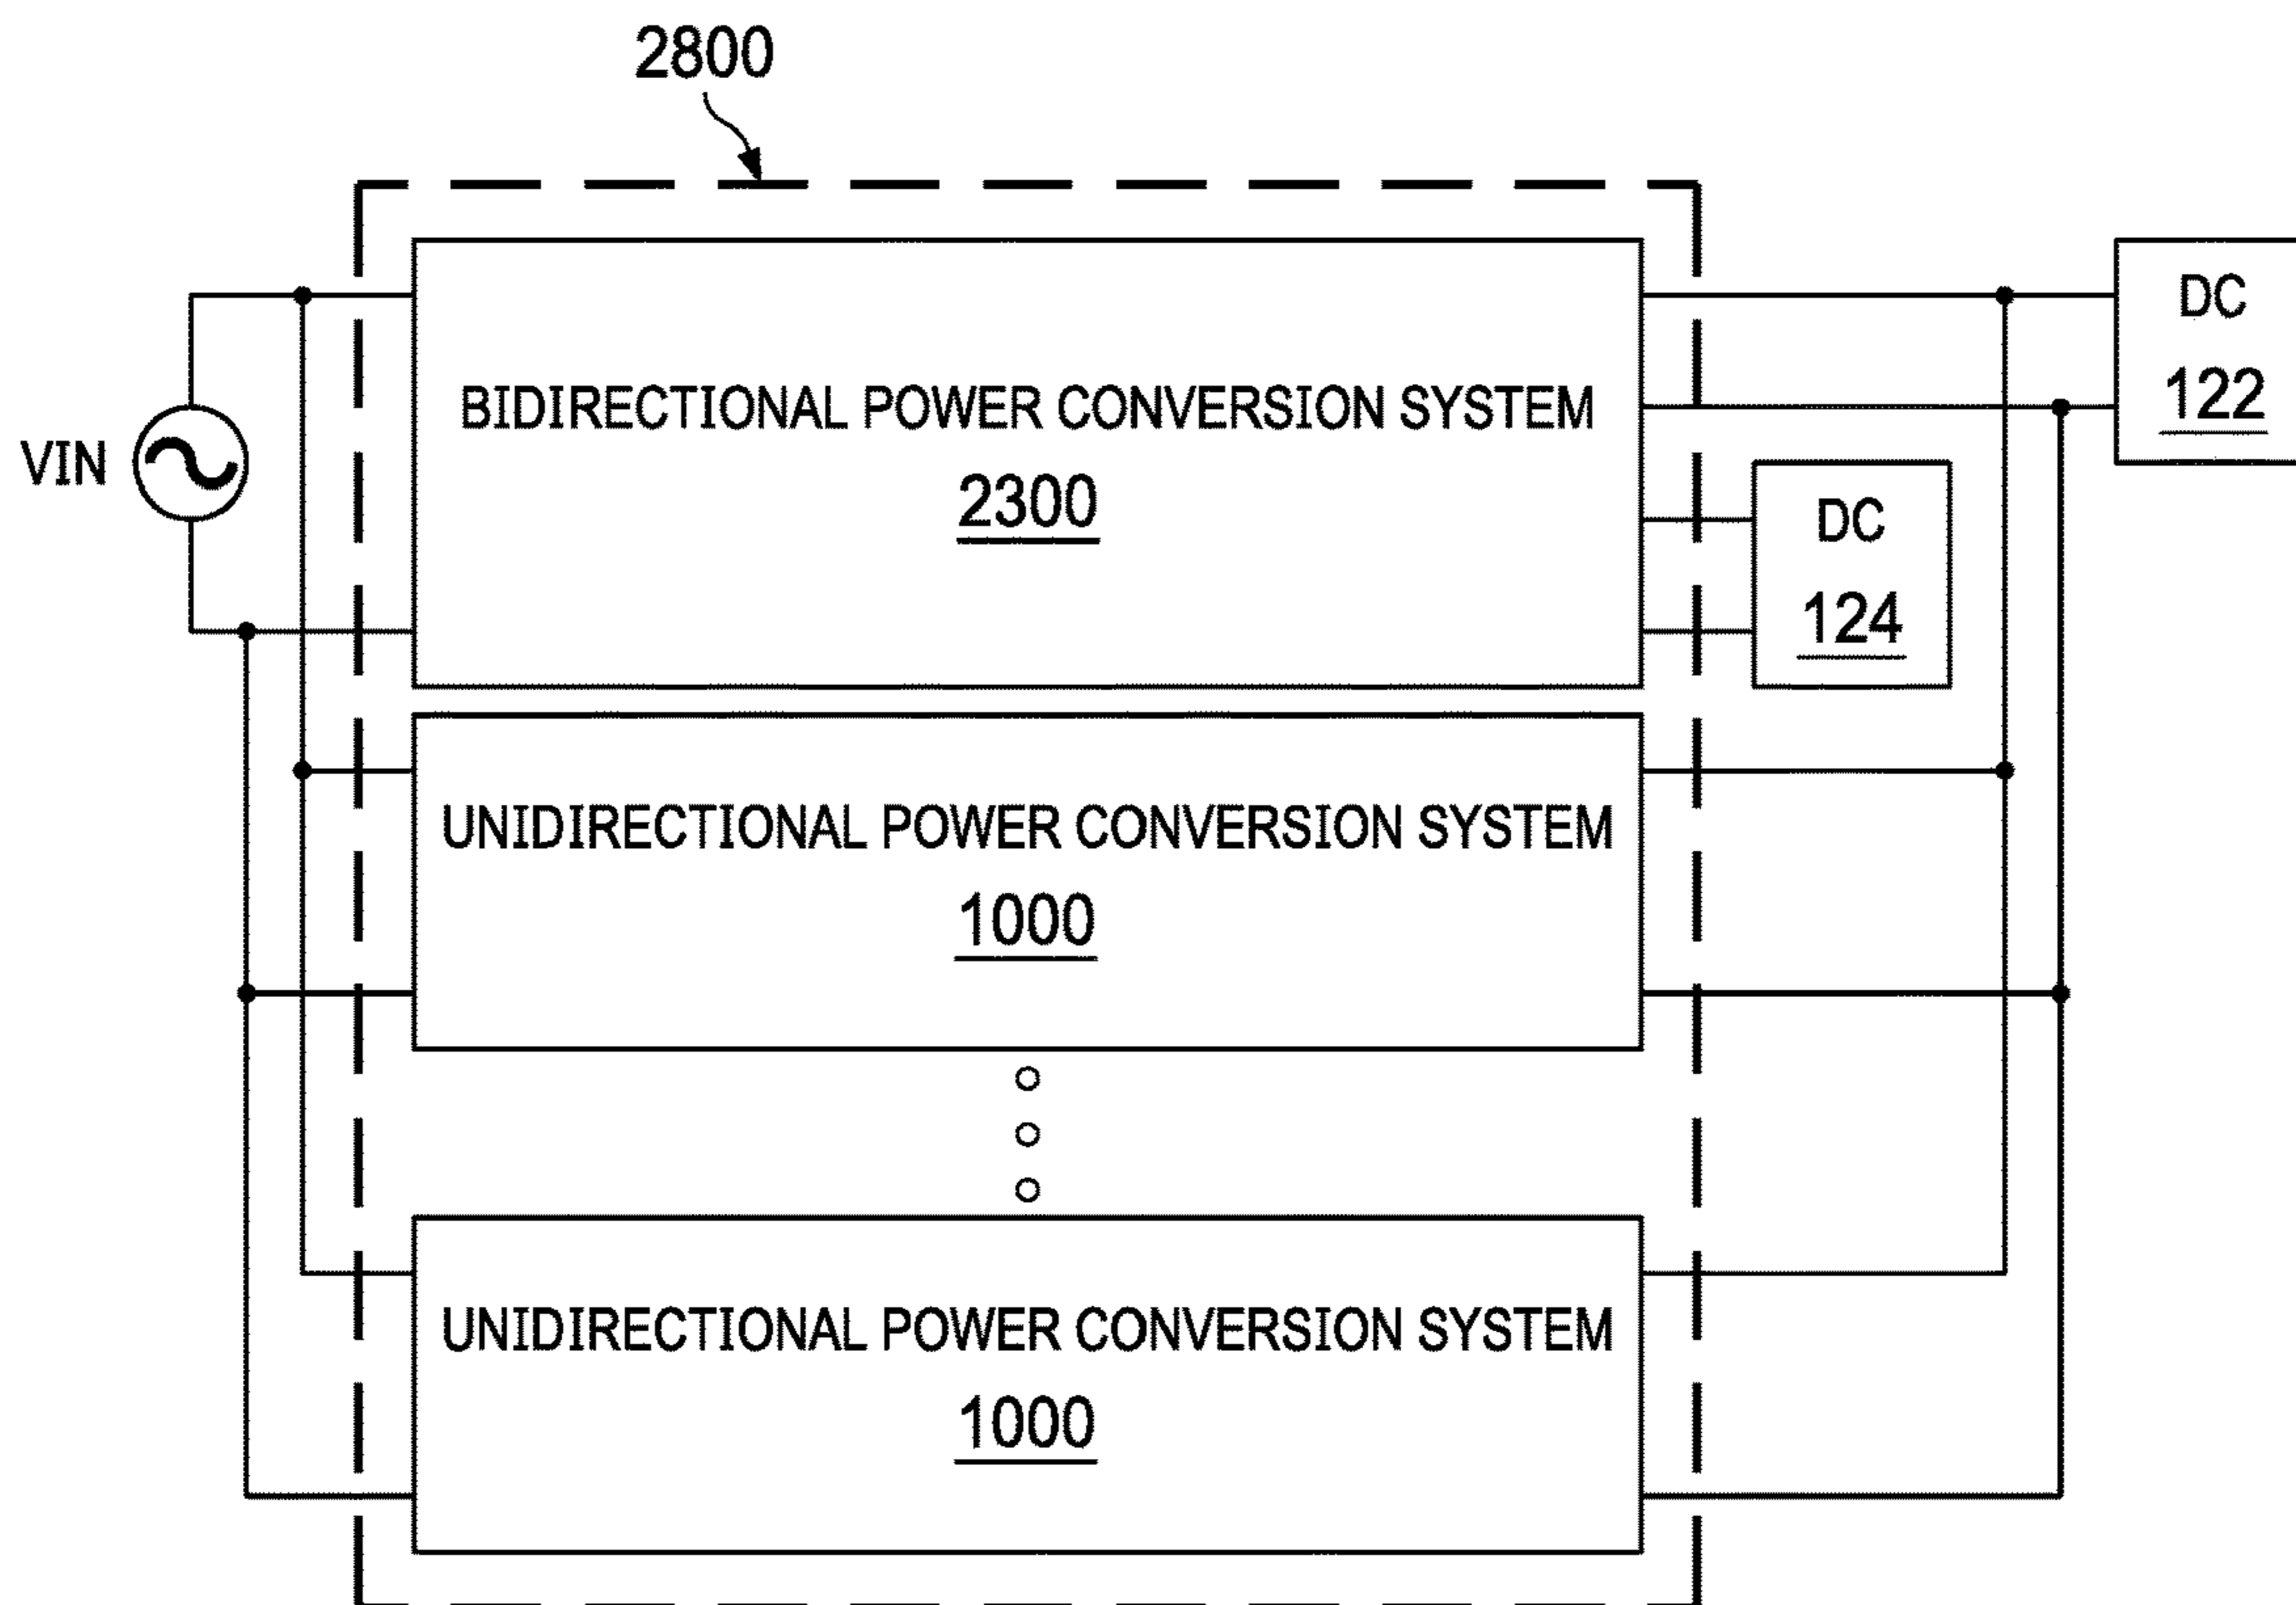 2800
VIN
BIDIRECTIONAL POWER CONVERSION SYSTEM
2300
DC
122
DC
124
UNIDIRECTIONAL POWER CONVERSION SYSTEM
1000
UNIDIRECTIONAL POWER CONVERSION SYSTEM
1000